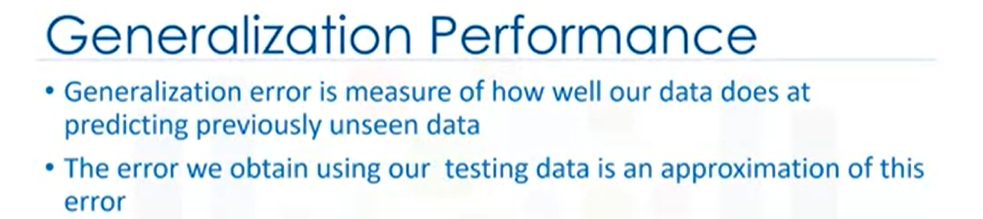 Generalization Performance
• Generalization error is measure of how well our data does at
predicting previously unseen data
• The error we obtain using our testing data is an approximation of this
error